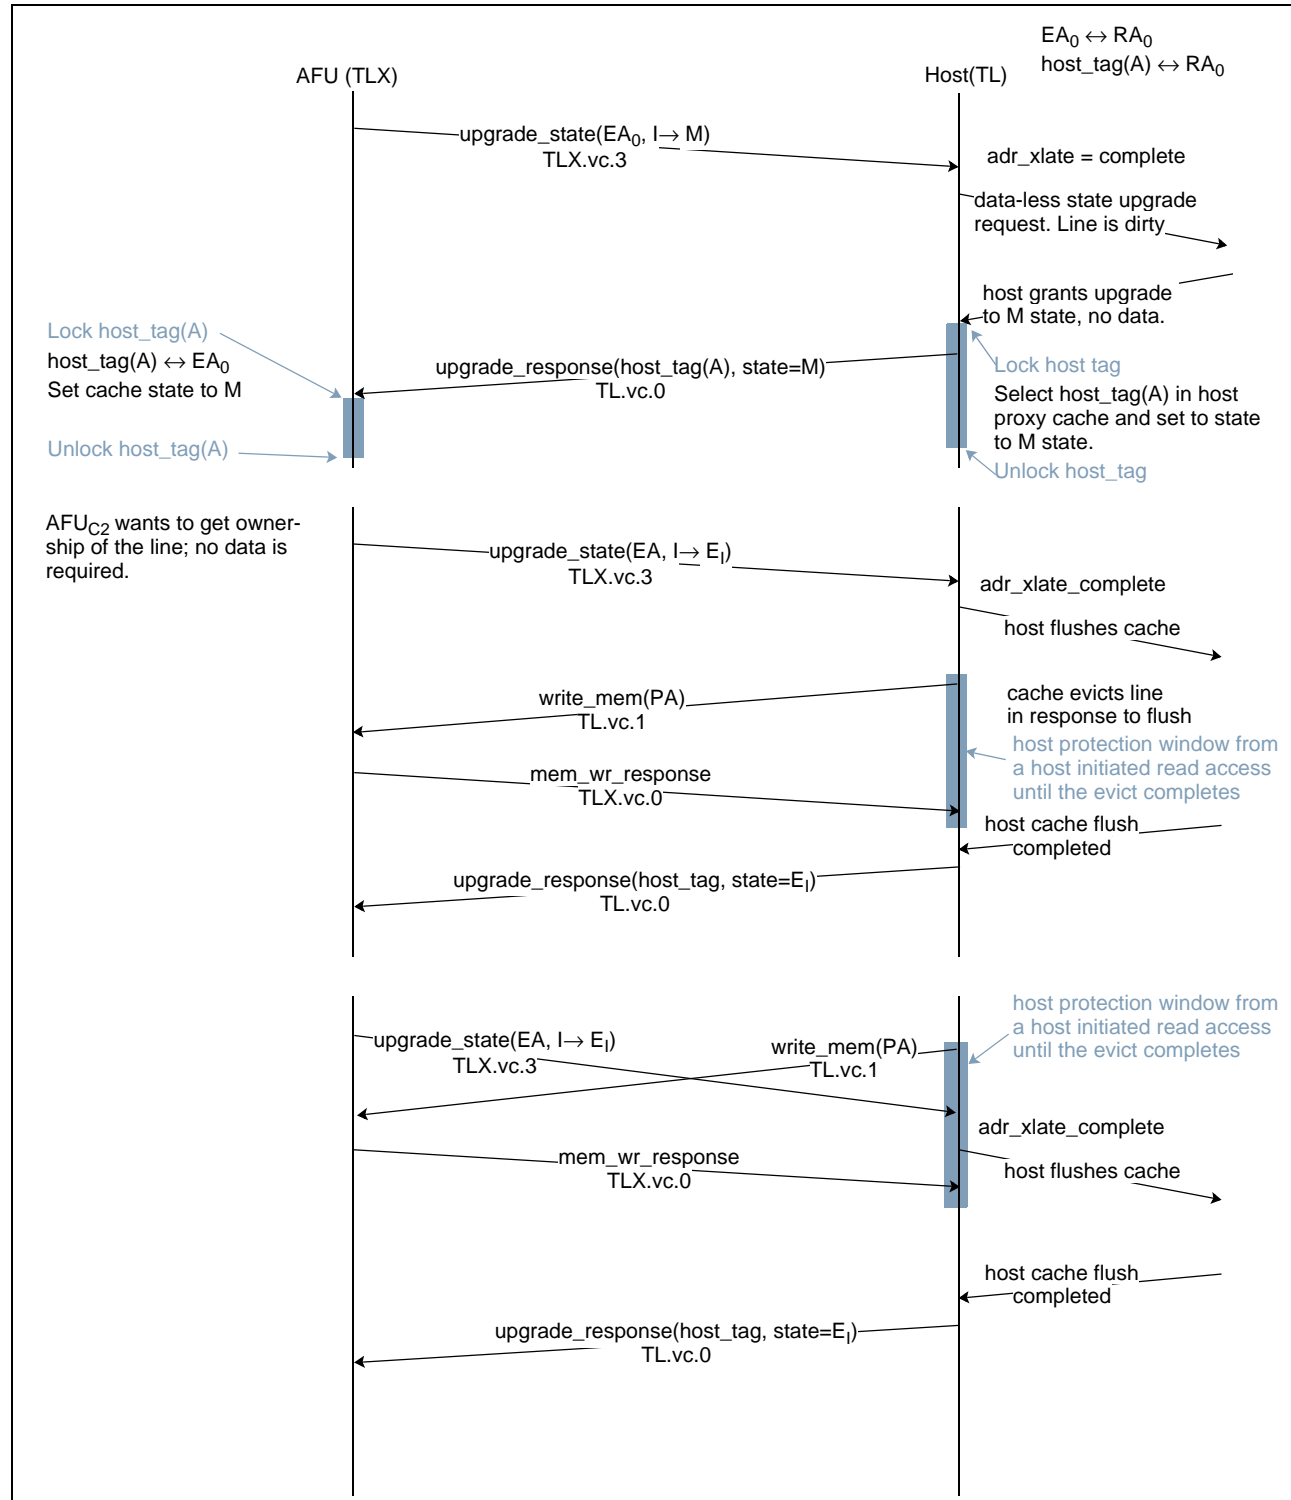 EA0 ↔ RA0
host_tag(A) ↔ RA0
AFU (TLX)
Host(TL)
upgrade_state(EA0, I→ M)
TLX.vc.3
adr_xlate = complete
data-less state upgrade
request. Line is dirty
host grants upgrade
to M state, no data.
Lock host_tag(A)
host_tag(A) ↔ EA0
Set cache state to M
Unlock host_tag(A)
upgrade_response(host_tag(A), state=M)
TL.vc.0
Lock host tag
Select host_tag(A) in host
proxy cache and set to state
to M state.
Unlock host_tag
AFUC2 wants to get owner-
ship of the line; no data is
required.
upgrade_state(EA, I→ EI)
TLX.vc.3
adr_xlate_complete
host flushes cache
write_mem(PA)
TL.vc.1
cache evicts line
in response to flush
host protection window from
a host initiated read access
until the evict completes
mem_wr_response
TLX.vc.0
host cache flush
completed
upgrade_response(host_tag, state=EI)
TL.vc.0
host protection window from
a host initiated read access
until the evict completes
upgrade_state(EA, I→ EI)
TLX.vc.3
write_mem(PA)
TL.vc.1
adr_xlate_complete
host flushes cache
mem_wr_response
TLX.vc.0
host cache flush
completed
upgrade_response(host_tag, state=EI)
TL.vc.0